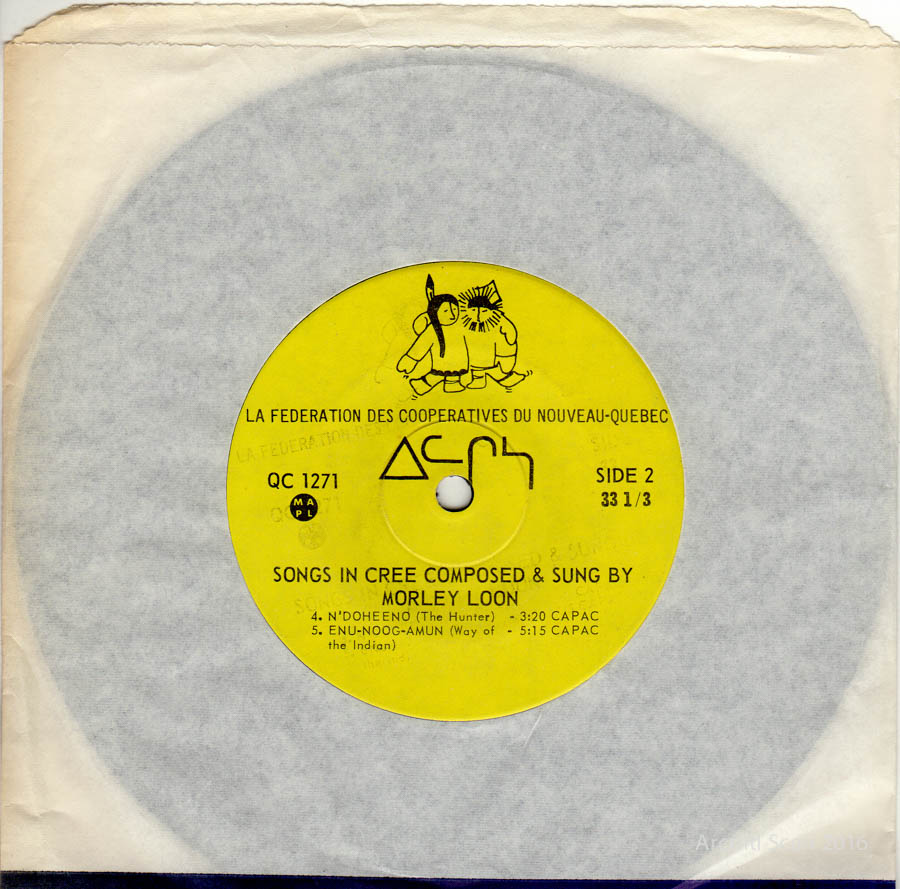 LA FEDERATION DES COOPERATIVES DU NOUVEAU-QUEBEC
ᐃᓚᒋᓴ
QC 1271
MA
PL
SIDE 2
33 1/3
SONGS IN CREE COMPOSED & SUNG BY
MORLEY LOON
4. N'DOHEENO (The Hunter) - 3:20 CAPAC
5. ENU-NOOG-AMUN (Way of - 5:15 CAPAC
the Indian)
2016